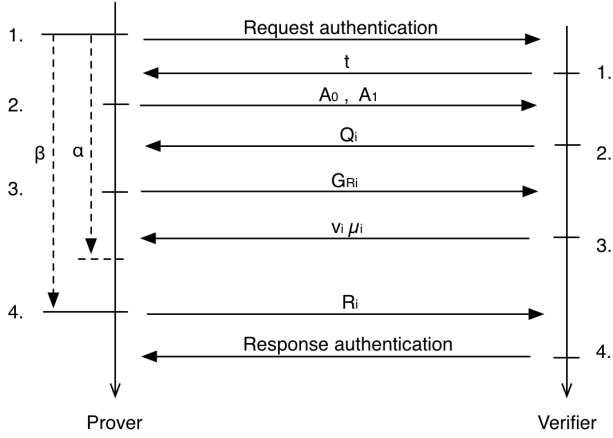 1. Request authentication
t 1.
2. A0 , A1
β α Qi 2.
3. GRi
vi μi 3.
4. Ri
Response authentication 4.
Prover Verifier